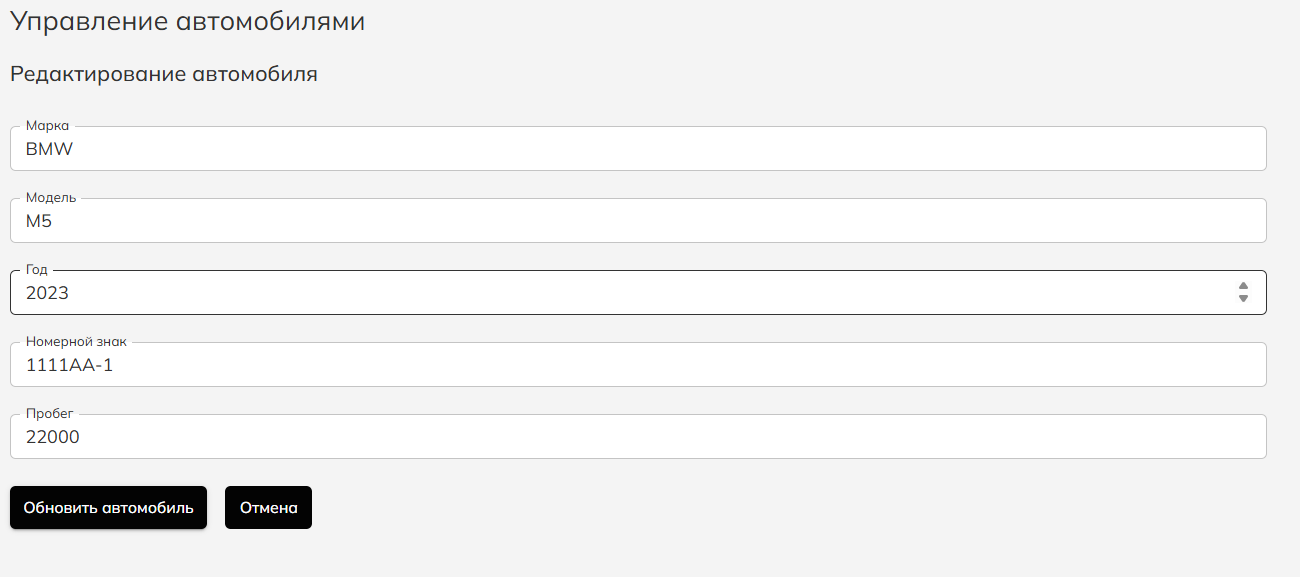 Управление автомобилями
Редактирование автомобиля
Марка
BMW
Модель
M5
Год
2023
Номерной знак
1111AA-1
Пробег
22000
Обновить автомобиль Отмена